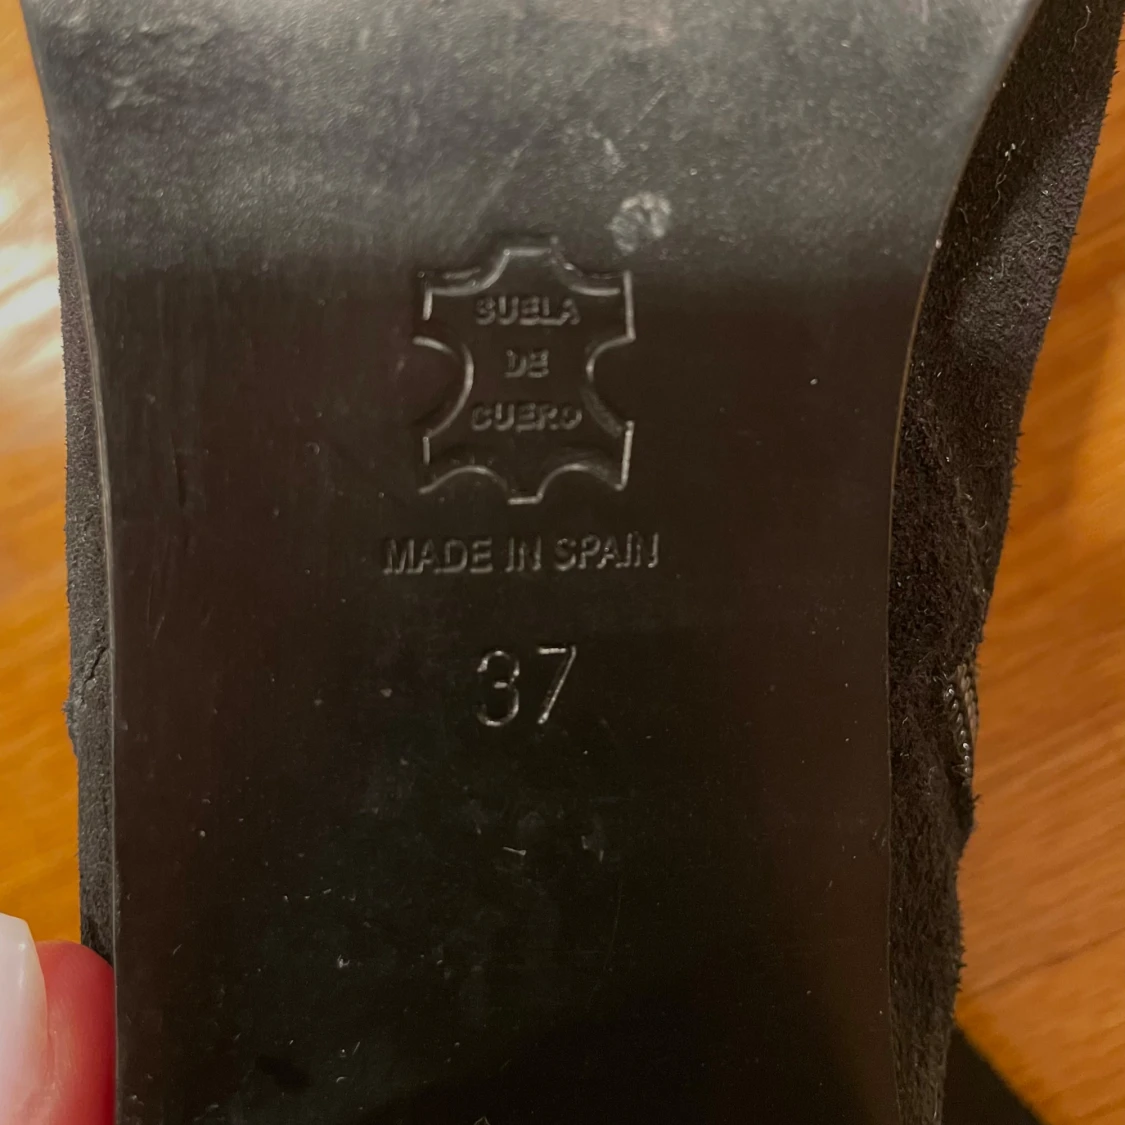 SUELA
DE
CUERO
MADE IN SPAIN
37